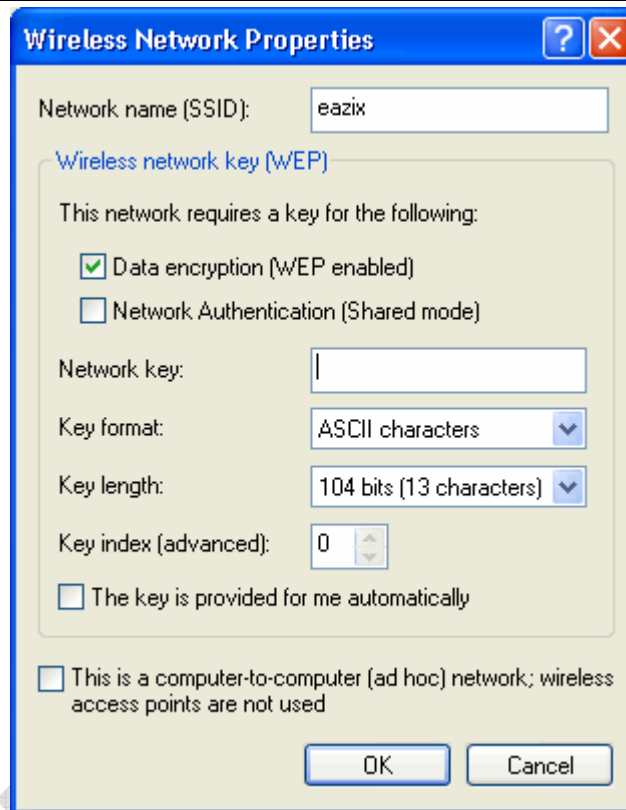 Wireless Network Properties
Network name (SSID): eazix
Wireless network key (WEP)
This network requires a key for the following:
Data encryption (WEP enabled)
Network Authentication (Shared mode)
Network key:
Key format: ASCII characters
Key length: 104 bits (13 characters)
Key index (advanced): 0
The key is provided for me automatically
This is a computer-to-computer (ad hoc) network; wireless
access points are not used
OK Cancel